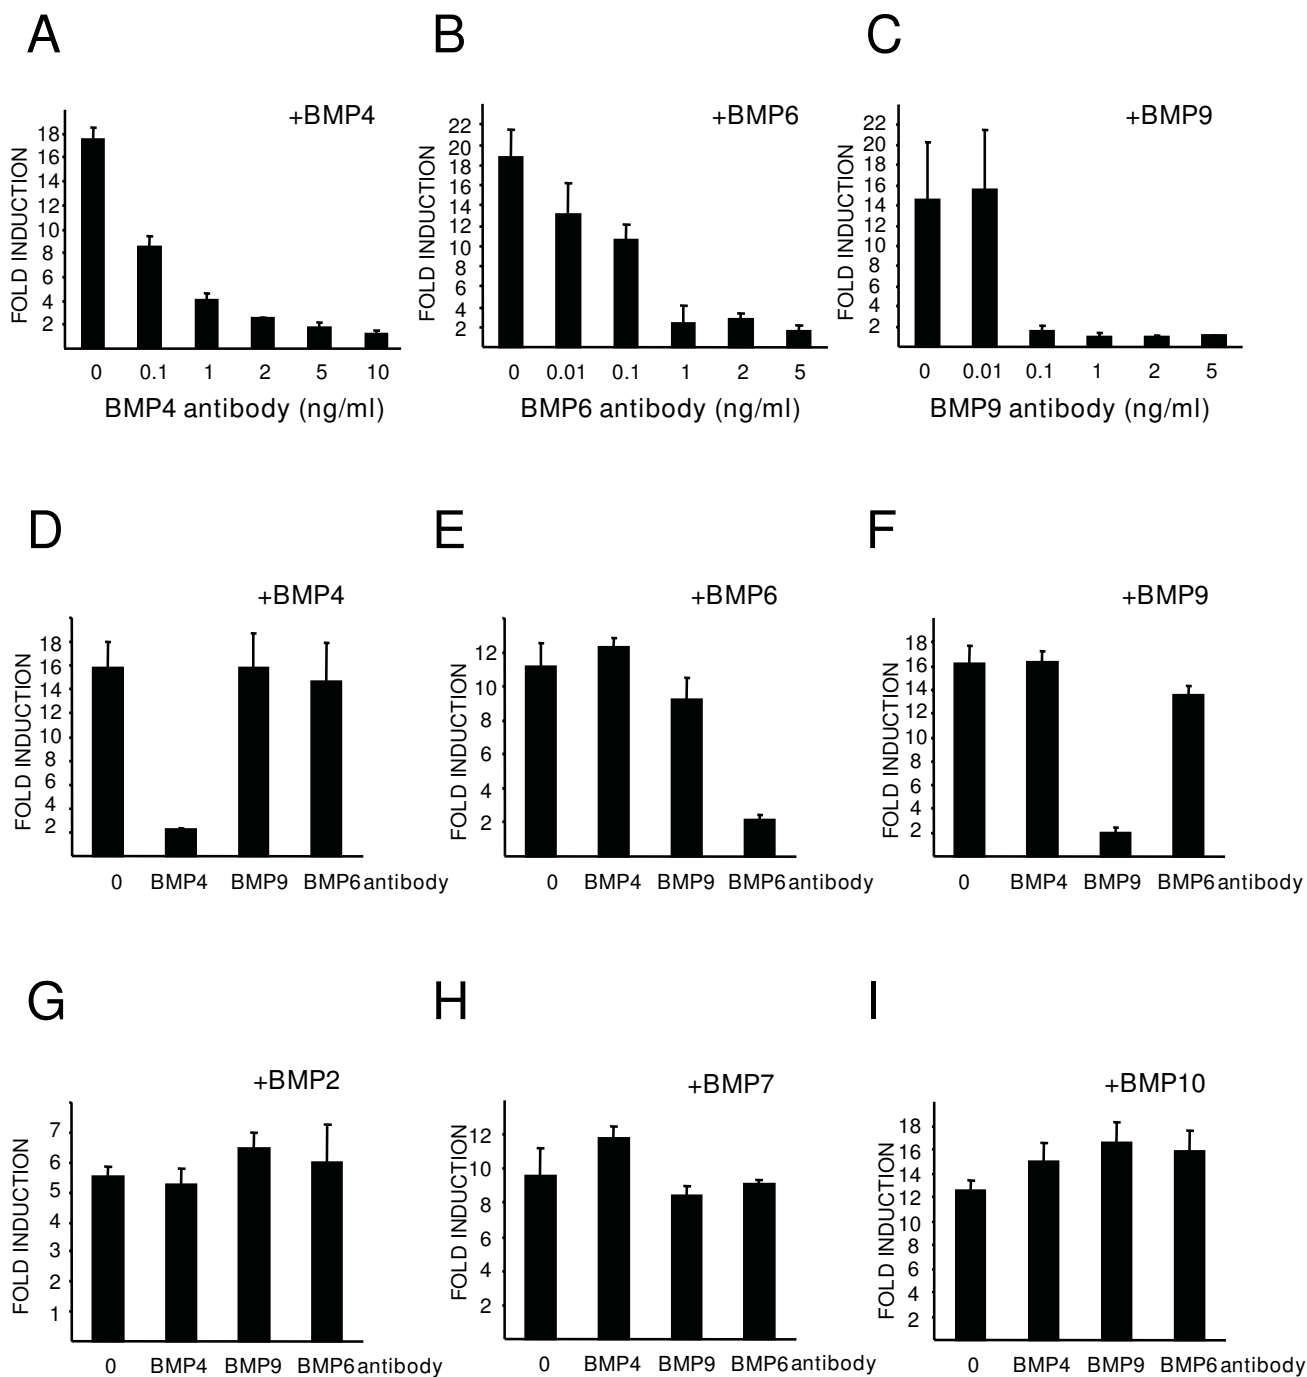 A
B
C
+BMP4
+BMP6
+BMP9
FOLD INDUCTION
18
16
14
12
10
8
6
4
2
FOLD INDUCTION
22
20
18
16
14
12
10
8
6
4
2
FOLD INDUCTION
22
20
18
16
14
12
10
8
6
4
2
0 0.1 1 2 5 10
0 0.01 0.1 1 2 5
0 0.01 0.1 1 2 5
BMP4 antibody (ng/ml)
BMP6 antibody (ng/ml)
BMP9 antibody (ng/ml)
D
E
F
+BMP4
+BMP6
+BMP9
FOLD INDUCTION
18
16
14
12
10
8
6
4
2
FOLD INDUCTION
12
10
8
6
4
2
FOLD INDUCTION
18
16
14
12
10
8
6
4
2
0 BMP4 BMP9 BMP6 antibody
0 BMP4 BMP9 BMP6 antibody
0 BMP4 BMP9 BMP6 antibody
G
H
I
+BMP2
+BMP7
+BMP10
FOLD INDUCTION
7
6
5
4
3
2
1
FOLD INDUCTION
12
10
8
6
4
2
FOLD INDUCTION
18
16
14
12
10
8
6
4
2
0 BMP4 BMP9 BMP6 antibody
0 BMP4 BMP9 BMP6 antibody
0 BMP4 BMP9 BMP6 antibody